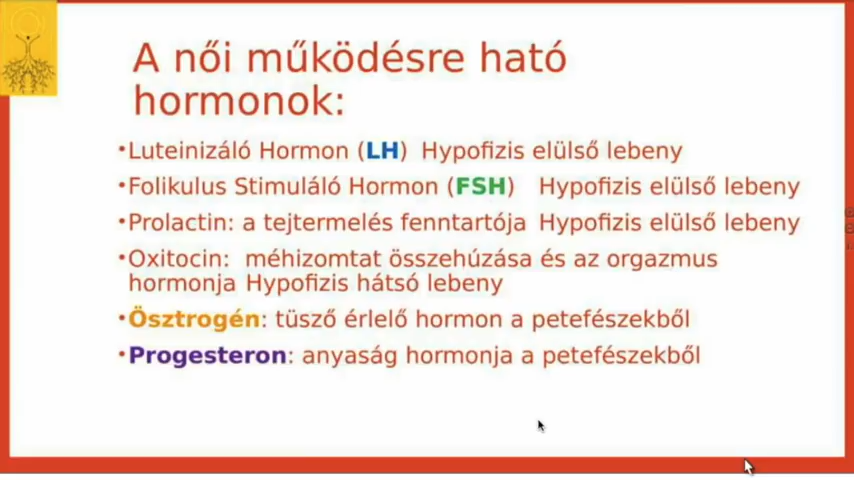 A női működésre ható
hormonok:
•Luteinizáló Hormon (LH) Hypofizis elülső lebeny
•Folikulus Stimuláló Hormon (FSH) Hypofizis elülső lebeny
•Prolactin: a tejtermelés fenntartója Hypofizis elülső lebeny
•Oxitocin: méhizomtat összehúzása és az orgazmus
hormonja Hypofizis hátsó lebeny
•Ösztrogén: tüsző érlelő hormon a petefészekből
•Progesteron: anyaság hormonja a petefészekből